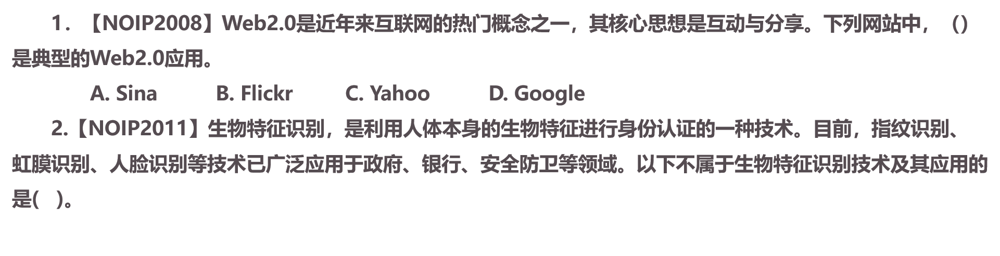 1. 【NOIP2008】Web2.0是近年来互联网的热门概念之一，其核心思想是互动与分享。下列网站中，（）
是典型的Web2.0应用。
A. Sina B. Flickr C. Yahoo D. Google
2.【NOIP2011】生物特征识别，是利用人体本身的生物特征进行身份认证的一种技术。目前，指纹识别、
虹膜识别、人脸识别等技术已广泛应用于政府、银行、安全防卫等领域。以下不属于生物特征识别技术及其应用的
是( )。